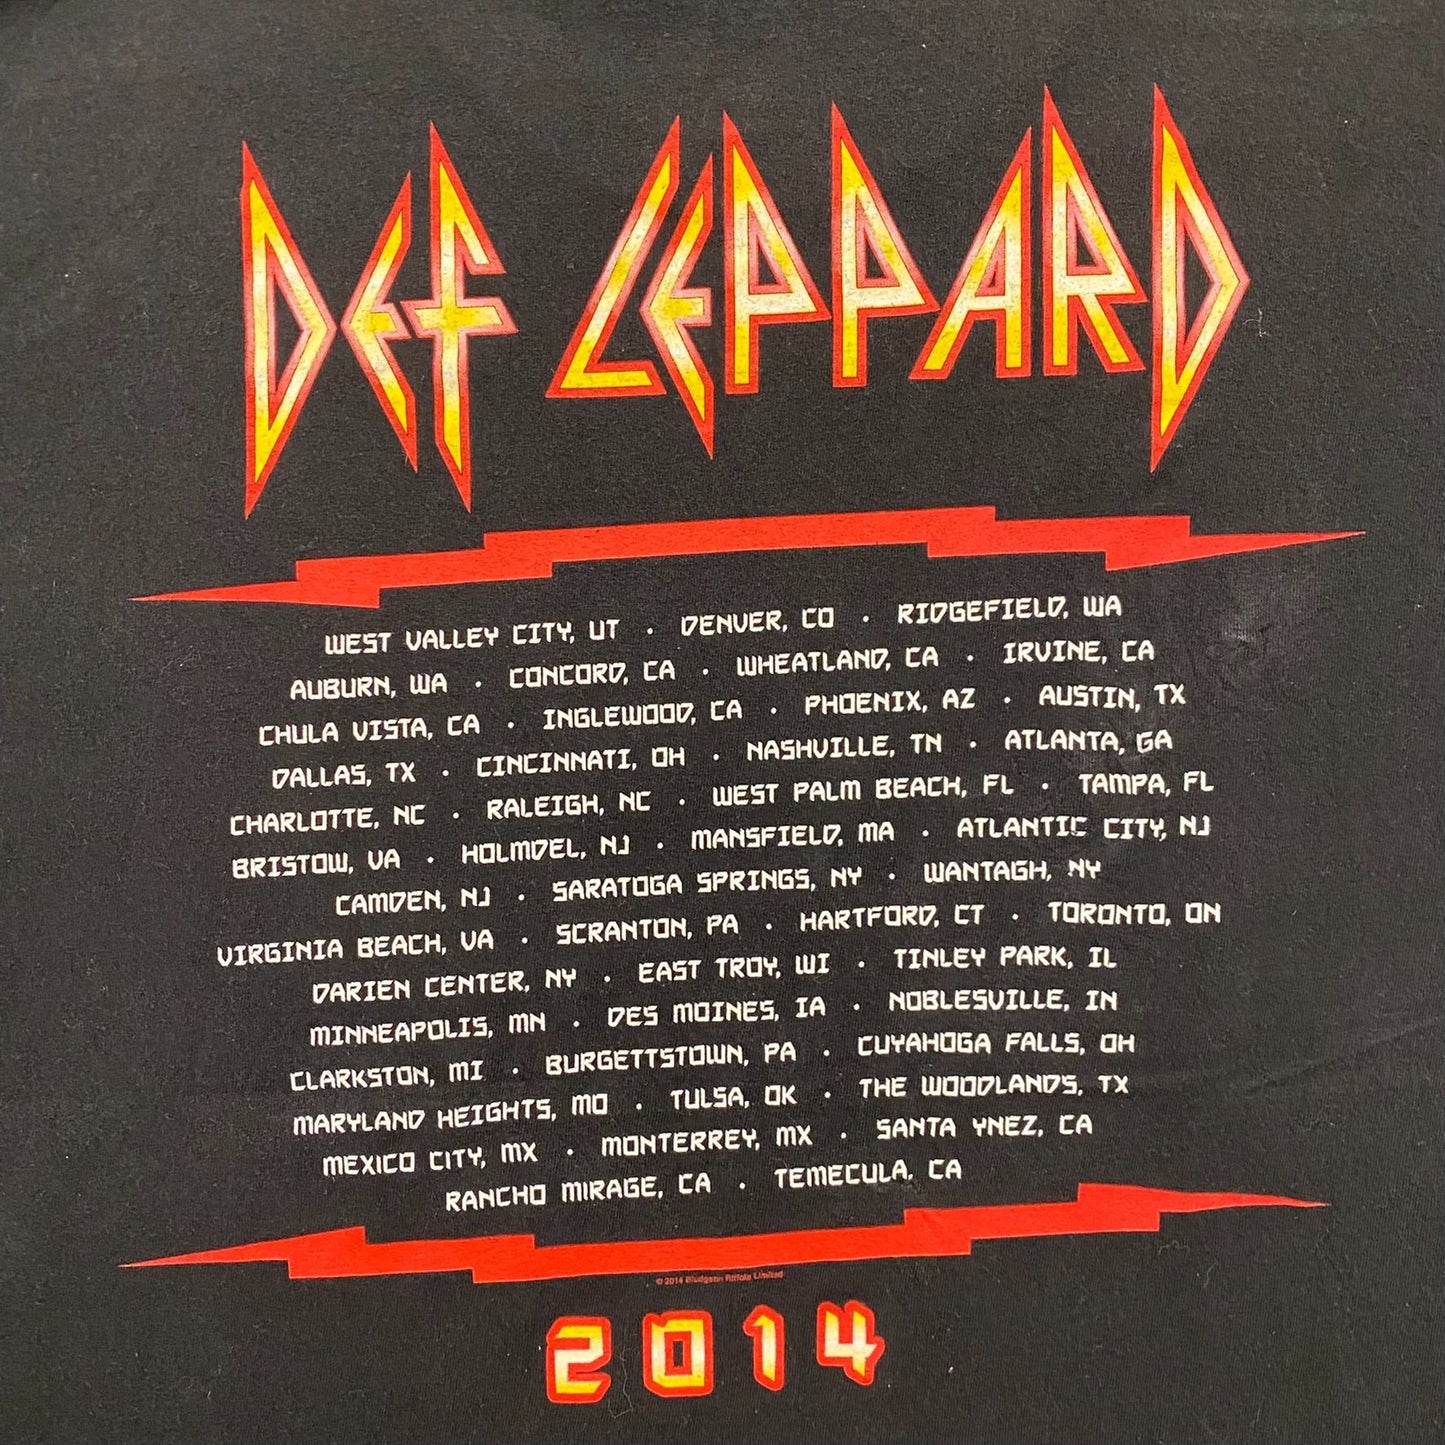 DEF LEPPARD
WEST VALLEY CITY, UT · DENVER, CO · RIDGEFIELD, WA
AUBURN, WA · CONCORD, CA · WHEATLAND, CA · IRVINE, CA
CHULA VISTA, CA · INGLEWOOD, CA · PHOENIX, AZ · AUSTIN, TX
DALLAS, TX · CINCINNATI, OH · NASHVILLE, TN · ATLANTA, GA
CHARLOTTE, NC · RALEIGH, NC · WEST PALM BEACH, FL · TAMPA, FL
BRISTOW, VA · HOLMDEL, NJ · MANSFIELD, MA · ATLANTIC CITY, NJ
CAMDEN, NJ · SARATOGA SPRINGS, NY · WANTAGH, NY
VIRGINIA BEACH, VA · SCRANTON, PA · HARTFORD, CT · TORONTO, ON
DARIEN CENTER, NY · EAST TROY, WI · TINLEY PARK, IL
MINNEAPOLIS, MN · DES MOINES, IA · NOBLESVILLE, IN
CLARKSTON, MI · BURGETTSTOWN, PA · CUYAHOGA FALLS, OH
MARYLAND HEIGHTS, MO · TULSA, OK · THE WOODLANDS, TX
MEXICO CITY, MX · MONTERREY, MX · SANTA YNEZ, CA
RANCHO MIRAGE, CA · TEMECULA, CA
© 2014 Bludgeon Riffola Limited
2014